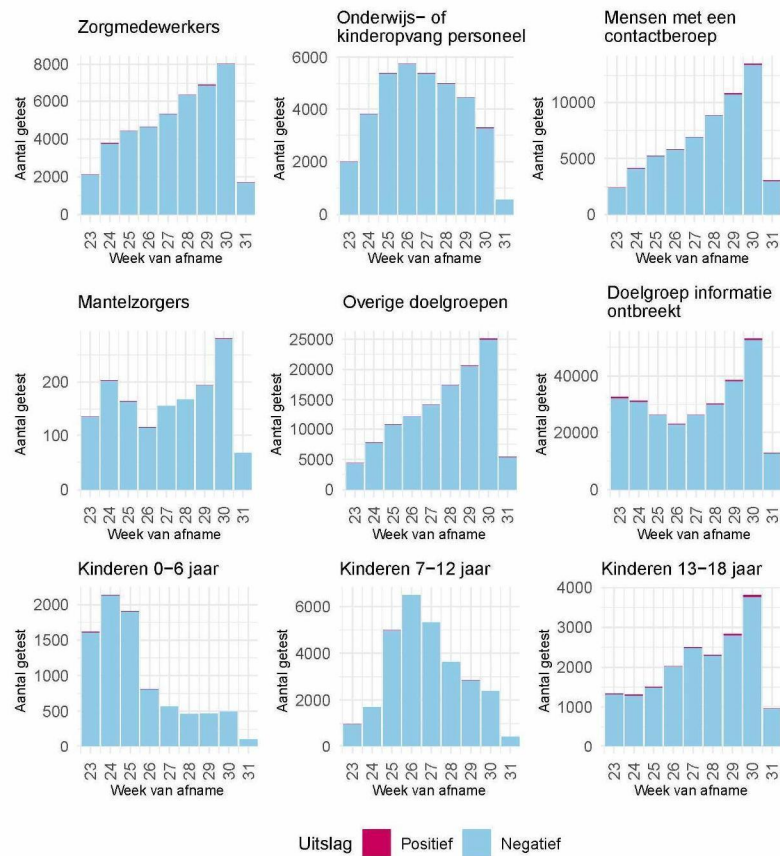 Zorgmedewerkers
Aantal getest
8000
6000
4000
2000
0
23 24 25 26 27 28 29 30 31
Week van afname
Onderwijs- of
kinderopvang personeel
Aantal getest
6000
4000
2000
0
23 24 25 26 27 28 29 30 31
Week van afname
Mensen met een
contactberoep
Aantal getest
10000
5000
0
23 24 25 26 27 28 29 30 31
Week van afname
Mantelzorgers
Aantal getest
200
100
0
23 24 25 26 27 28 29 30 31
Week van afname
Overige doelgroepen
Aantal getest
25000
20000
15000
10000
5000
0
23 24 25 26 27 28 29 30 31
Week van afname
Doelgroep informatie
ontbreekt
Aantal getest
40000
20000
0
23 24 25 26 27 28 29 30 31
Week van afname
Kinderen 0-6 jaar
Aantal getest
2000
1500
1000
500
0
23 24 25 26 27 28 29 30 31
Week van afname
Kinderen 7-12 jaar
Aantal getest
6000
4000
2000
0
23 24 25 26 27 28 29 30 31
Week van afname
Kinderen 13-18 jaar
Aantal getest
4000
3000
2000
1000
0
23 24 25 26 27 28 29 30 31
Week van afname
Uitslag Positief Negatief